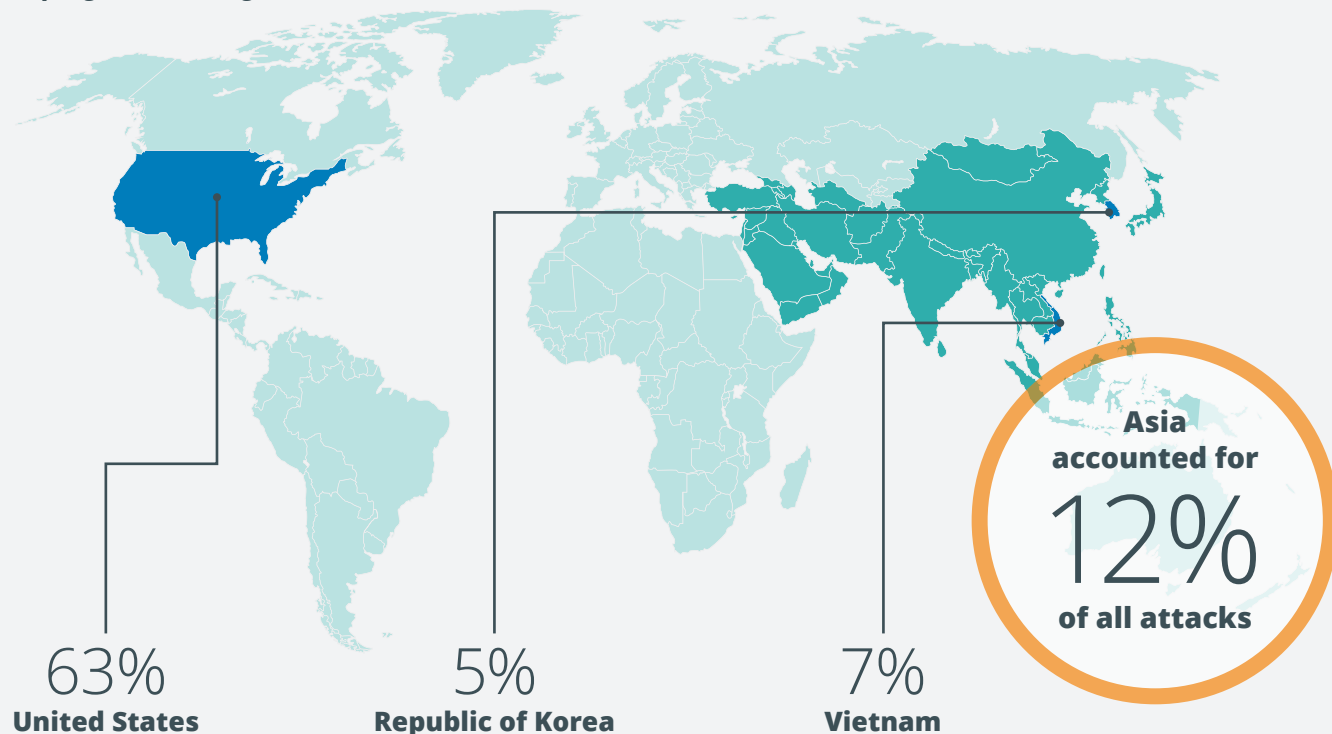 Asia
accounted for
12%
of all attacks
63%
United States
5%
Republic of Korea
7%
Vietnam